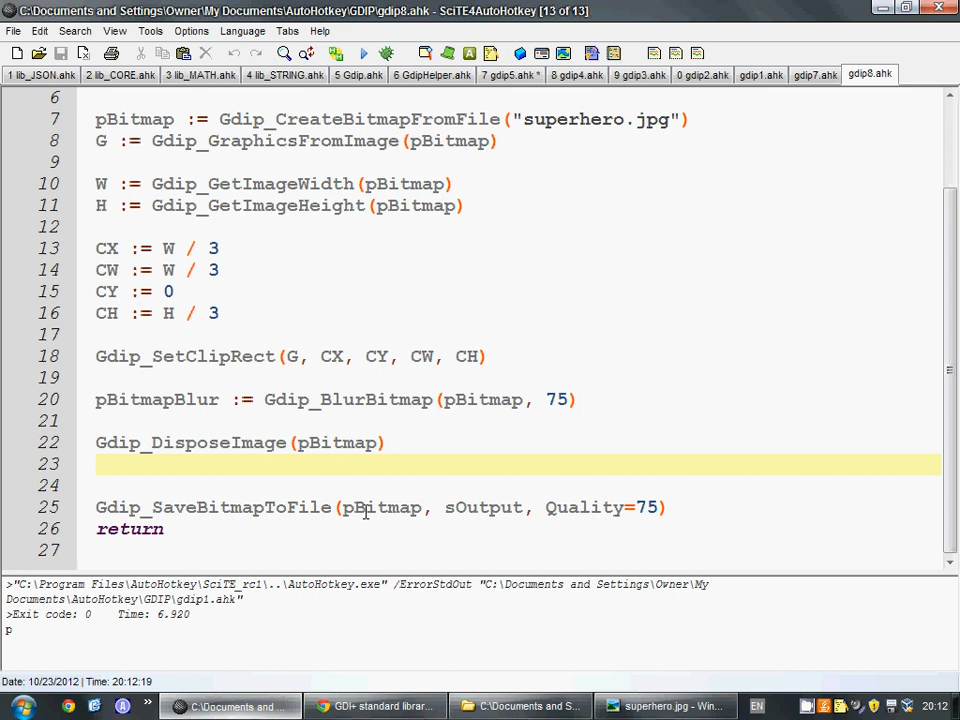 C:\Documents and Settings\Owner\My Documents\AutoHotkey\GDIP\gdip8.ahk - SciTE4AutoHotkey [13 of 13]
File Edit Search View Tools Options Language Tabs Help
1 lib_JSON.ahk 2 lib_CORE.ahk 3 lib_MATH.ahk 4 lib_STRING.ahk 5 Gdip.ahk 6 GdipHelper.ahk 7 gdip5.ahk * 8 gdip4.ahk 9 gdip3.ahk 0 gdip2.ahk gdip1.ahk gdip7.ahk gdip8.ahk
6
7 pBitmap := Gdip_CreateBitmapFromFile("superhero.jpg")
8 G := Gdip_GraphicsFromImage(pBitmap)
9
10 W := Gdip_GetImageWidth(pBitmap)
11 H := Gdip_GetImageHeight(pBitmap)
12
13 CX := W / 3
14 CW := W / 3
15 CY := 0
16 CH := H / 3
17
18 Gdip_SetClipRect(G, CX, CY, CW, CH)
19
20 pBitmapBlur := Gdip_BlurBitmap(pBitmap, 75)
21
22 Gdip_DisposeImage(pBitmap)
23
24
25 Gdip_SaveBitmapToFile(pBitmap, sOutput, Quality=75)
26 return
27
>"C:\Program Files\AutoHotkey\SciTE_rc1\..\AutoHotkey.exe" /ErrorStdOut "C:\Documents and Settings\Owner\My
Documents\AutoHotkey\GDIP\gdip1.ahk"
>Exit code: 0 Time: 6.920
p
Date: 10/23/2012 | Time: 20:12:19
» C:\Documents and ... GDI+ standard librar... C:\Documents and S... superhero.jpg - Win... EN 20:12